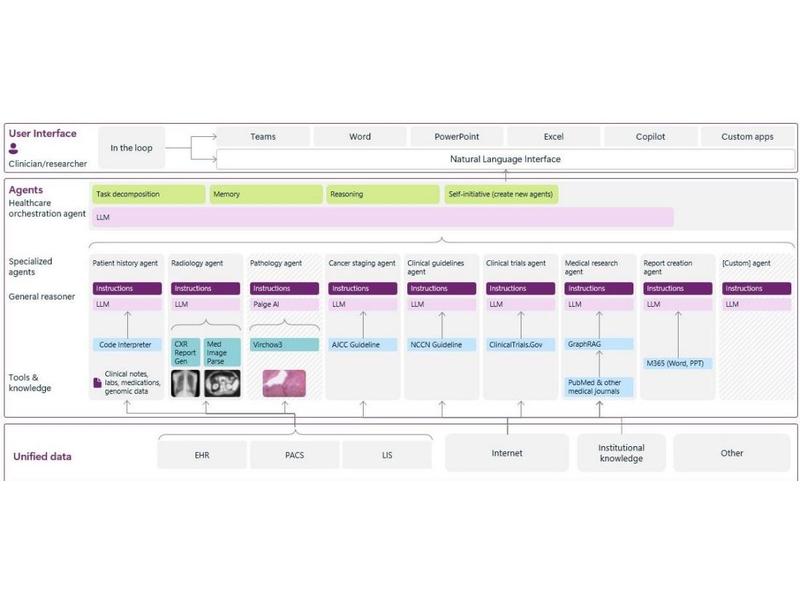 User Interface
Clinician/researcher
In the loop
Teams
Word
PowerPoint
Excel
Copilot
Custom apps
Natural Language Interface
Agents
Healthcare
orchestration agent
Task decomposition
Memory
Reasoning
Self-initiative (create new agents)
LLM
Specialized
agents
Patient history agent
Radiology agent
Pathology agent
Cancer staging agent
Clinical guidelines
agent
Clinical trials agent
Medical research
agent
Report creation
agent
[Custom] agent
General reasoner
Instructions
Instructions
Instructions
Instructions
Instructions
Instructions
Instructions
Instructions
Instructions
LLM
LLM
Paige AI
LLM
LLM
LLM
LLM
LLM
LLM
Tools &
knowledge
Code Interpreter
Clinical notes,
labs, medications,
genomic data
CXR
Report
Gen
Med
Image
Parse
Virchow3
AJCC Guideline
NCCN Guideline
ClinicalTrials.Gov
GraphRAG
PubMed & other
medical journals
M365 (Word, PPT)
Unified data
EHR
PACS
LIS
Internet
Institutional
knowledge
Other